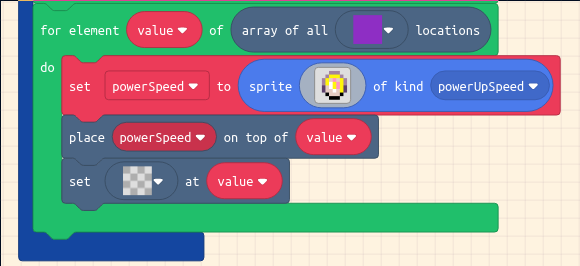 for element value of array of all locations
do
set powerSpeed to sprite of kind powerUpSpeed
place powerSpeed on top of value
set at value